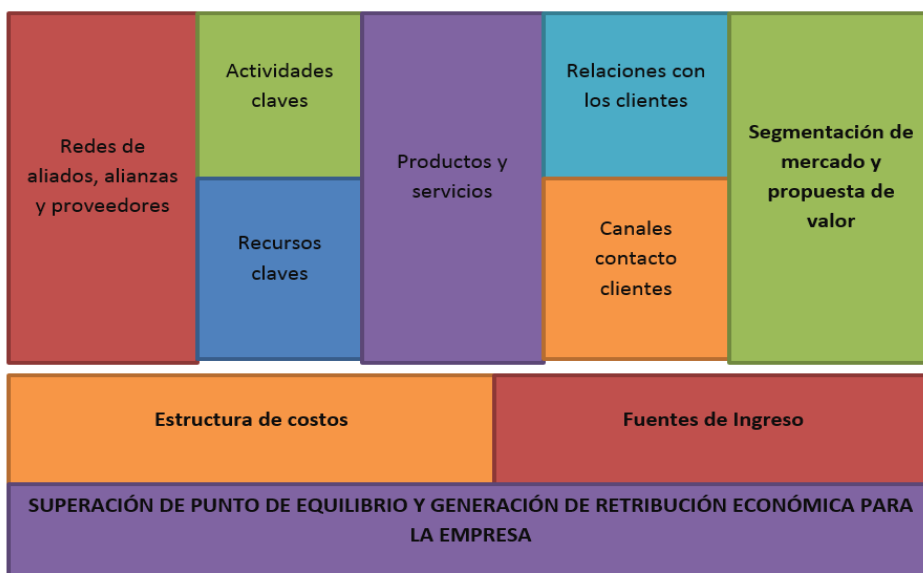 Redes de
aliados, alianzas
y proveedores
Actividades
claves
Recursos
claves
Productos y
servicios
Relaciones con
los clientes
Canales
contacto
clientes
Segmentación de
mercado y
propuesta de
valor
Estructura de costos
Fuentes de Ingreso
SUPERACIÓN DE PUNTO DE EQUILIBRIO Y GENERACIÓN DE RETRIBUCIÓN ECONÓMICA PARA
LA EMPRESA